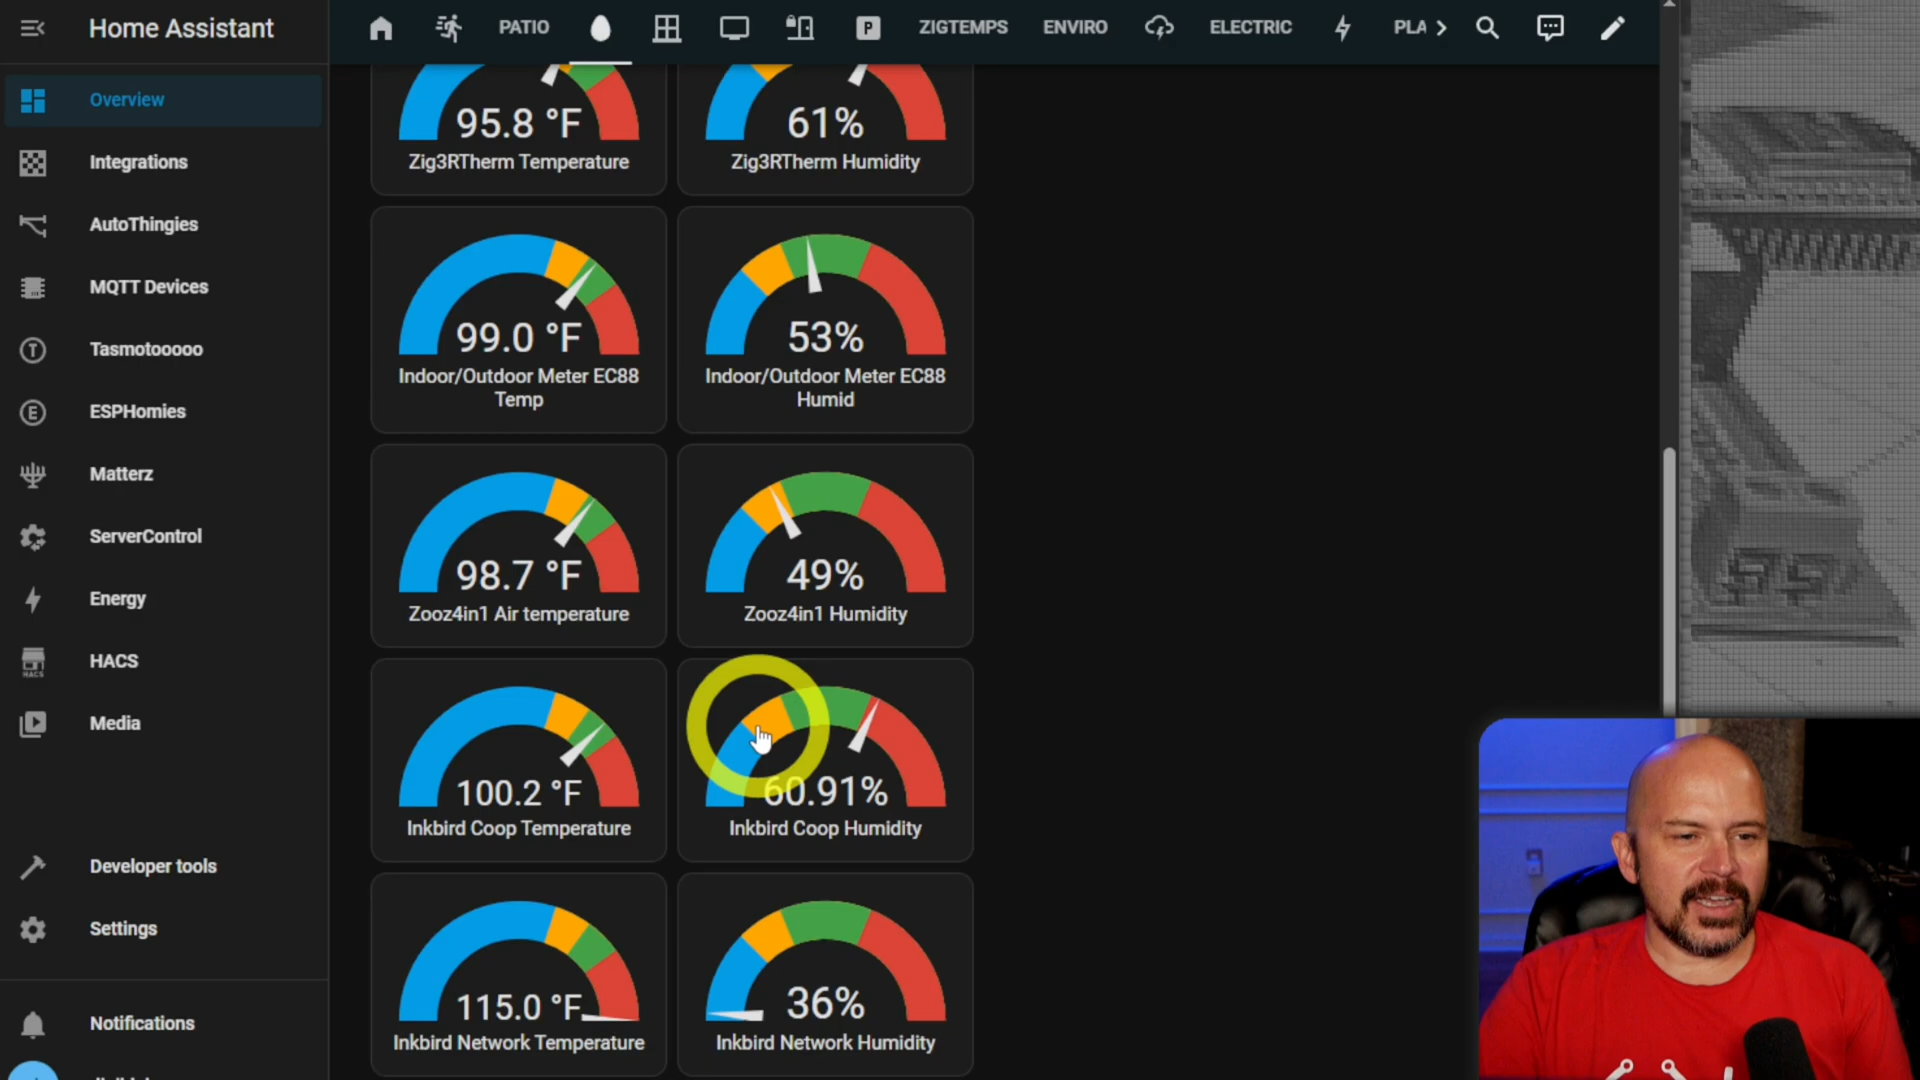 Home Assistant
PATIO
P
ZIGTEMPS
ENVIRO
ELECTRIC
PLA
Overview
Integrations
AutoThingies
MQTT Devices
Tasmotooooo
ESPHomies
Matterz
ServerControl
Energy
HACS
HACS
Media
Developer tools
Settings
Notifications
95.8 °F
Zig3RTherm Temperature
61%
Zig3RTherm Humidity
99.0 °F
Indoor/Outdoor Meter EC88
Temp
53%
Indoor/Outdoor Meter EC88
Humid
98.7 °F
Zooz4in1 Air temperature
49%
Zooz4in1 Humidity
100.2 °F
Inkbird Coop Temperature
60.91%
Inkbird Coop Humidity
115.0 °F
Inkbird Network Temperature
36%
Inkbird Network Humidity